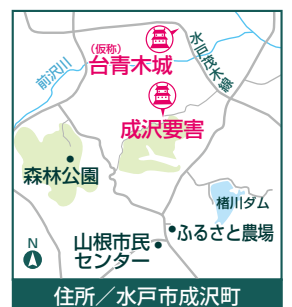 (仮称)
台青木城
水戸茂木線
前沢川
成沢要害
森林公園
楮川ダム
ふるさと農場
山根市民
センター
N
住所／水戸市成沢町